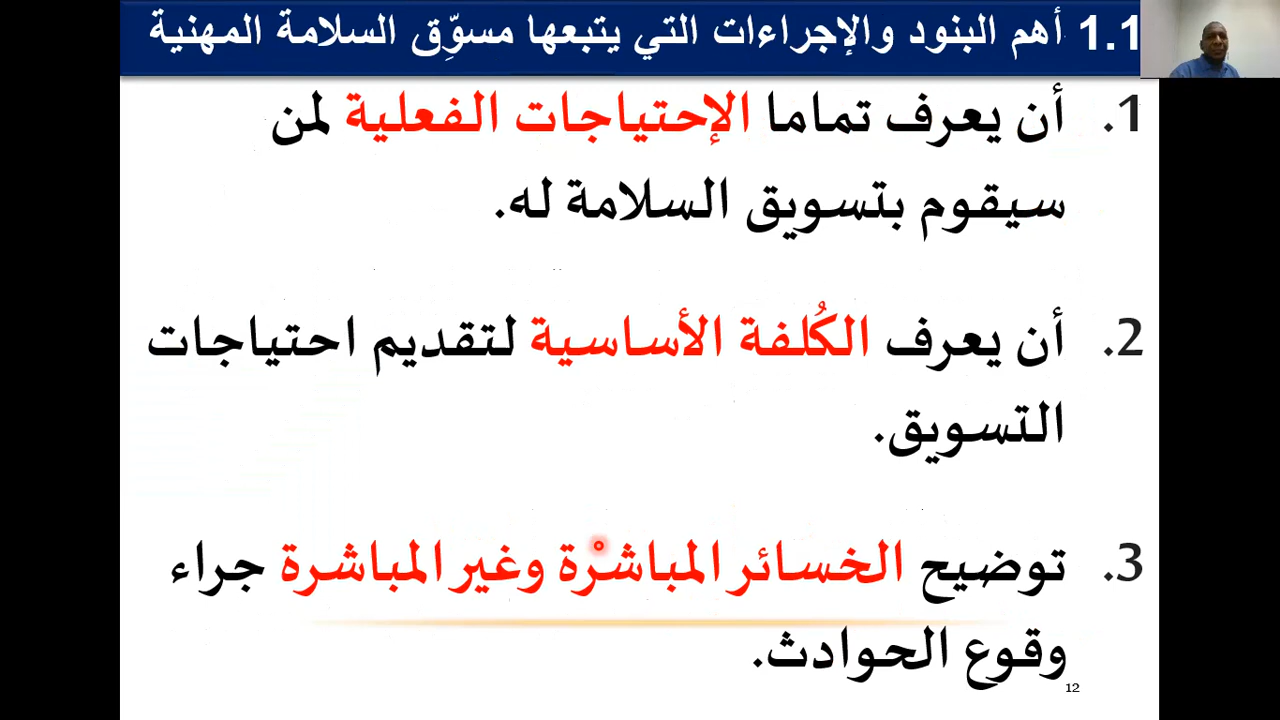 1.1 أهم البنود والإجراءات التي يتبعها مسوِّق السلامة المهنية
1. أن يعرف تماما الإحتياجات الفعلية لمن
سيقوم بتسويق السلامة له.
2. أن يعرف الكُلفة الأساسية لتقديم احتياجات
التسويق.
3. توضيح الخسائر المباشرة وغير المباشرة جراء
وقوع الحوادث.
12